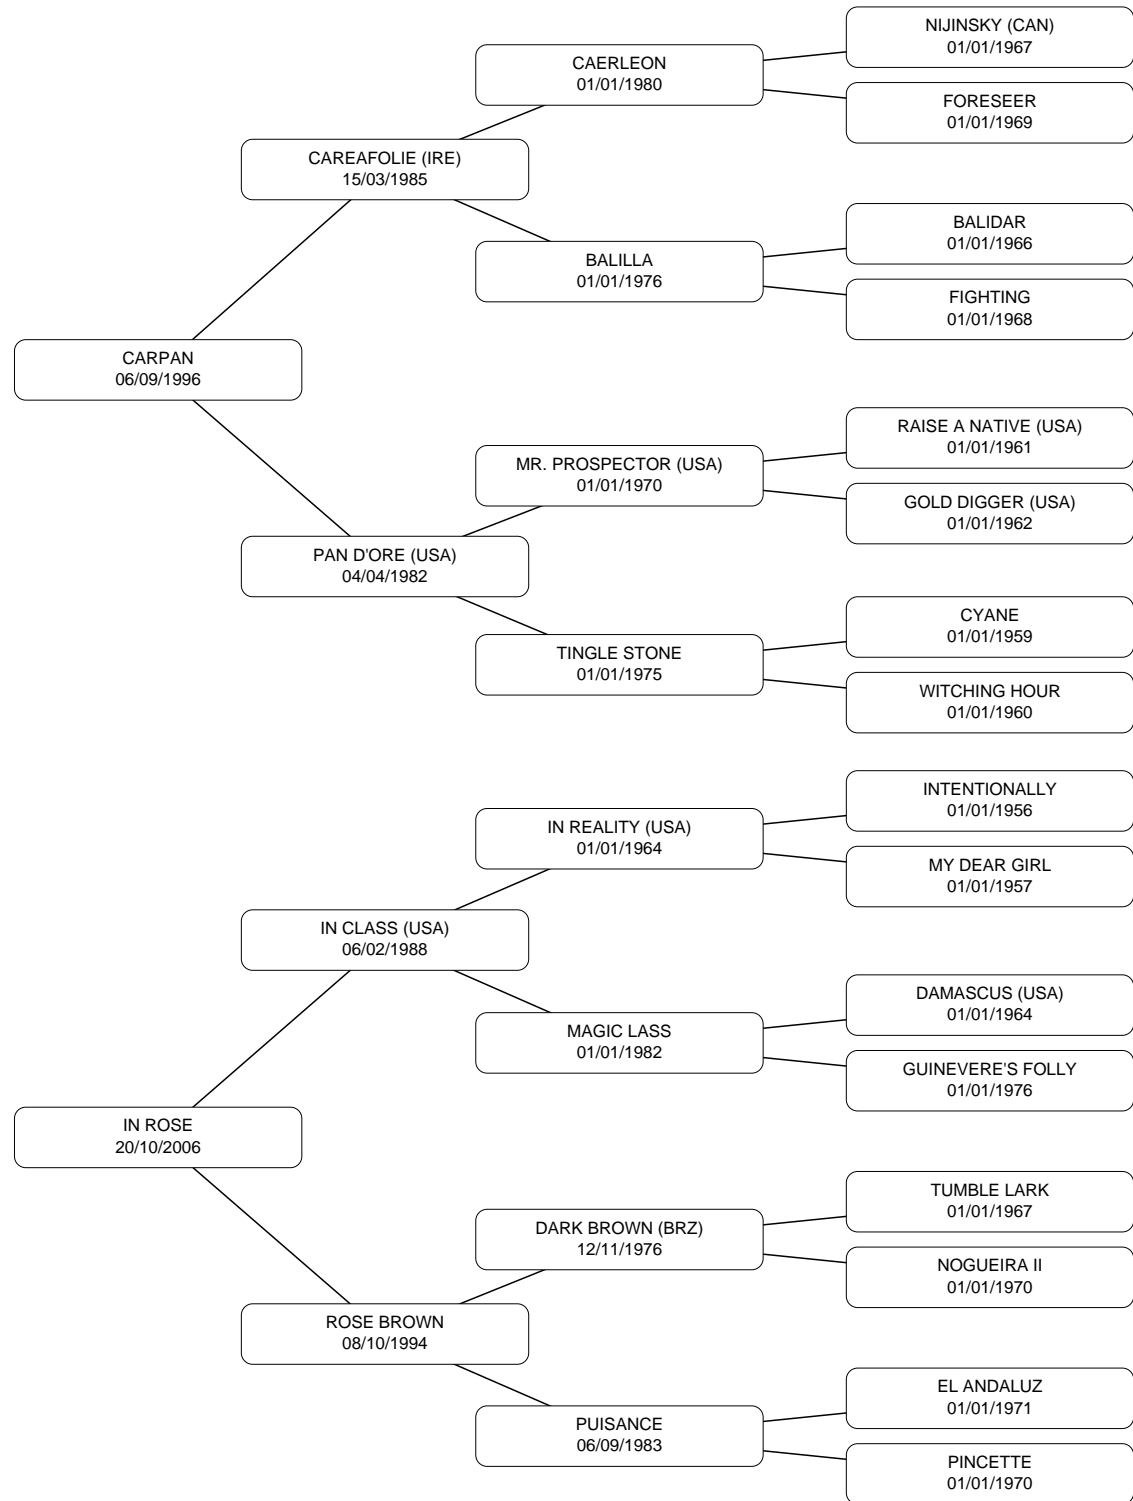 NIJINSKY (CAN)
01/01/1967
CAERLEON
01/01/1980
FORESEER
01/01/1969
CAREAFOLIE (IRE)
15/03/1985
BALIDAR
01/01/1966
BALILLA
01/01/1976
FIGHTING
01/01/1968
CARPAN
06/09/1996
RAISE A NATIVE (USA)
01/01/1961
MR. PROSPECTOR (USA)
01/01/1970
GOLD DIGGER (USA)
01/01/1962
PAN D'ORE (USA)
04/04/1982
CYANE
01/01/1959
TINGLE STONE
01/01/1975
WITCHING HOUR
01/01/1960
INTENTIONALLY
01/01/1956
IN REALITY (USA)
01/01/1964
MY DEAR GIRL
01/01/1957
IN CLASS (USA)
06/02/1988
DAMASCUS (USA)
01/01/1964
MAGIC LASS
01/01/1982
GUINEVERE'S FOLLY
01/01/1976
IN ROSE
20/10/2006
TUMBLE LARK
01/01/1967
DARK BROWN (BRZ)
12/11/1976
NOGUEIRA II
01/01/1970
ROSE BROWN
08/10/1994
EL ANDALUZ
01/01/1971
PUISANCE
06/09/1983
PINCETTE
01/01/1970